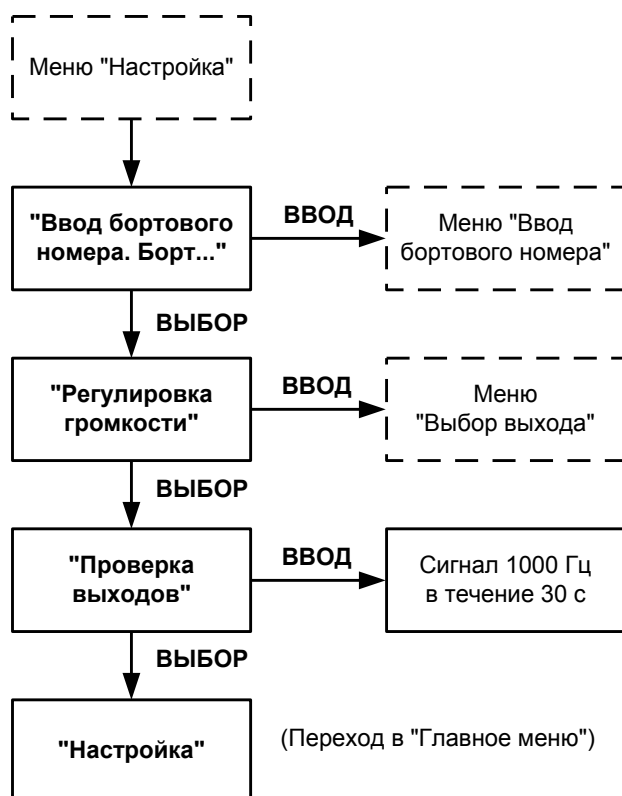 Меню "Настройка"
"Ввод бортового
номера. Борт..."
ВВОД
Меню "Ввод
бортового номера"
ВЫБОР
"Регулировка
громкости"
ВВОД
Меню
"Выбор выхода"
ВЫБОР
"Проверка
выходов"
ВВОД
Сигнал 1000 Гц
в течение 30 с
ВЫБОР
"Настройка"
(Переход в "Главное меню")